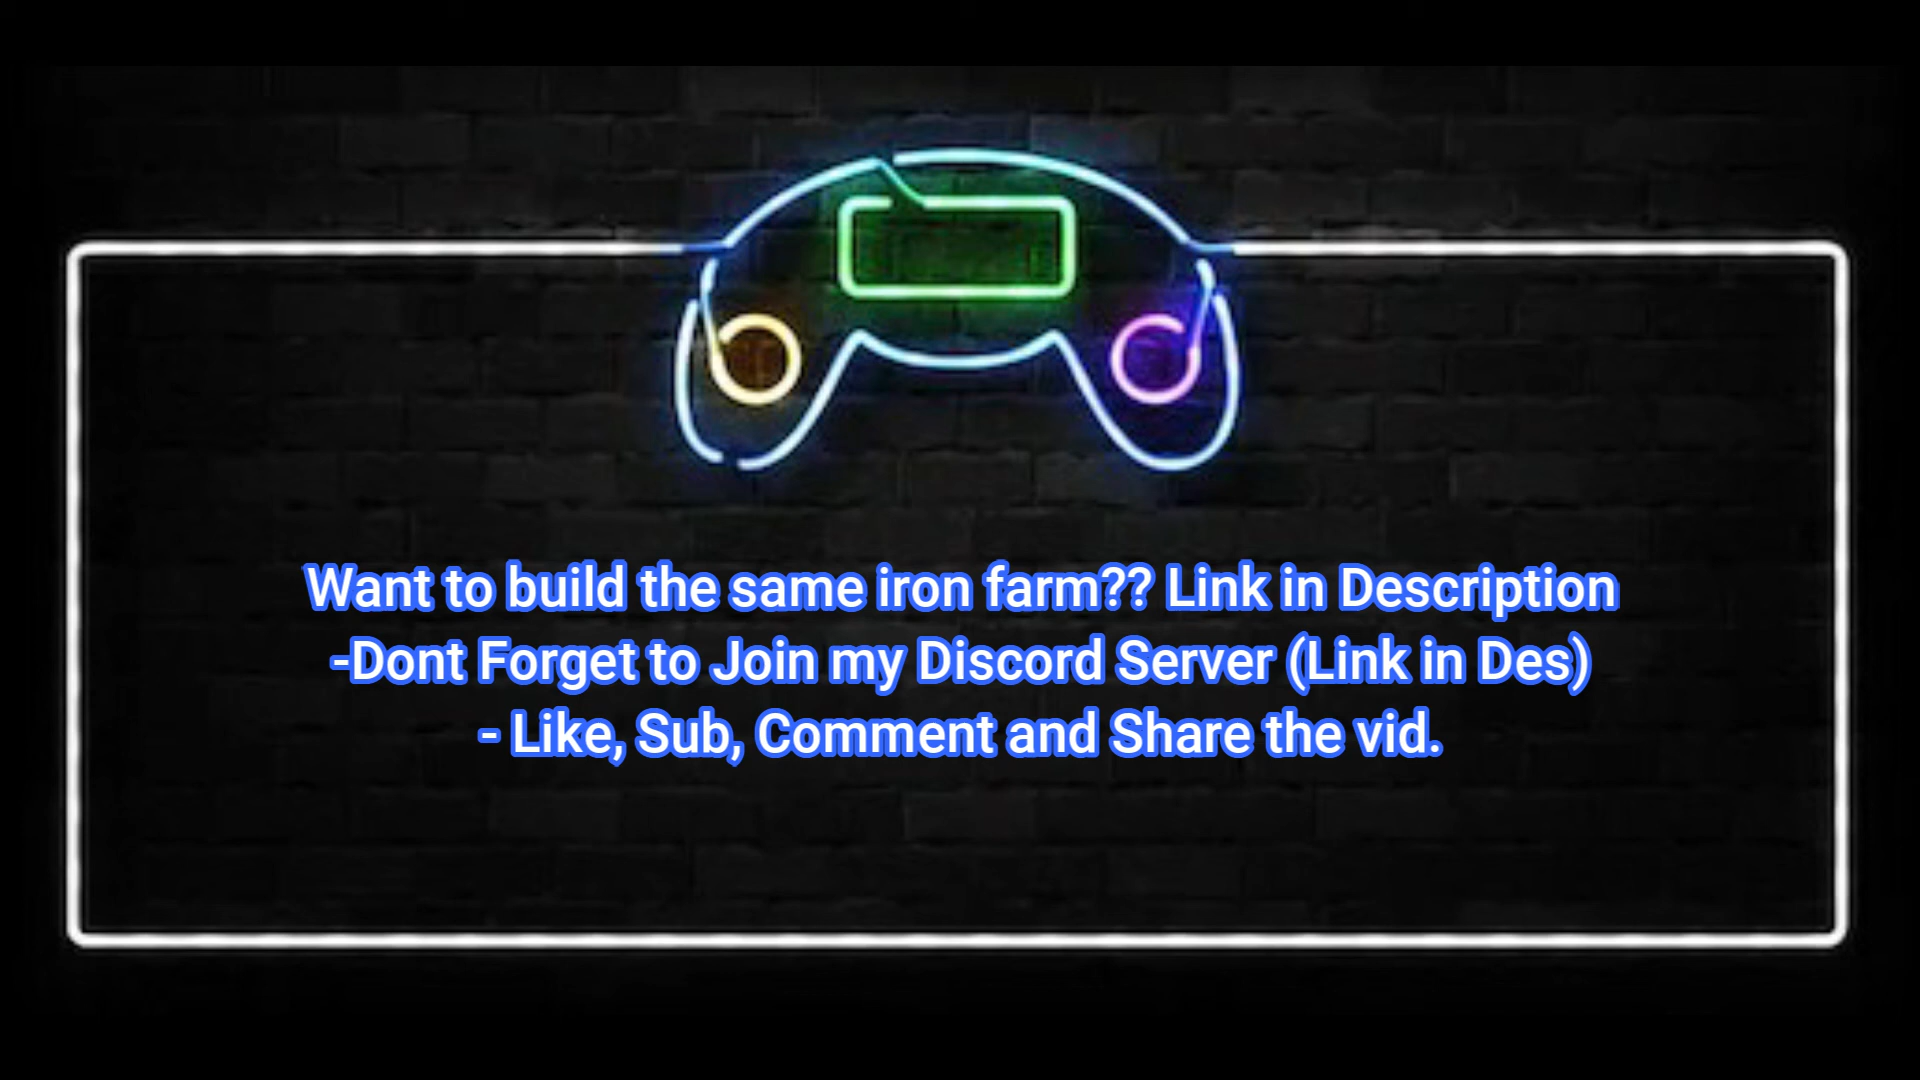 Want to build the same iron farm?? Link in Description
-Dont Forget to Join my Discord Server (Link in Des)
- Like, Sub, Comment and Share the vid.